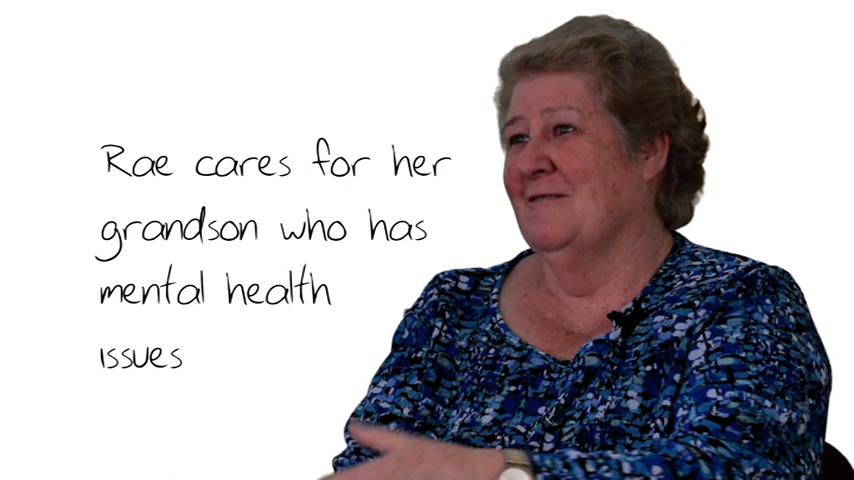 Rae cares for her
grandson who has
mental health
issues